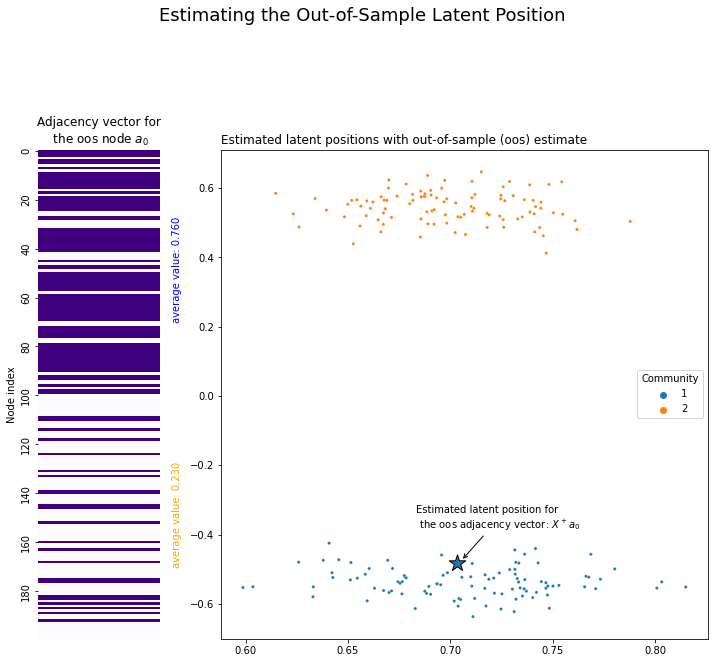 Estimating the Out-of-Sample Latent Position
Adjacency vector for
the oos node a₀
Node index
0
20
40
60
80
100
120
140
160
180
average value: 0.760
average value: 0.230
Estimated latent positions with out-of-sample (oos) estimate
0.6
0.4
0.2
0.0
−0.2
−0.4
−0.6
0.60
0.65
0.70
0.75
0.80
Community
1
2
Estimated latent position for
the oos adjacency vector: X⁺a₀